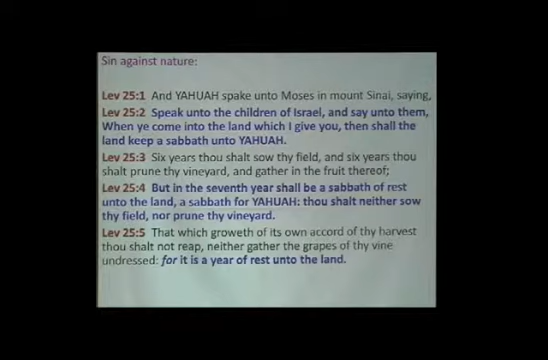 Sin against nature:
Lev 25:1 And YAHUAH spake unto Moses in mount Sinai, saying,
Lev 25:2 Speak unto the children of Israel, and say unto them,
When ye come into the land which I give you, then shall the
land keep a sabbath unto YAHUAH.
Lev 25:3 Six years thou shalt sow thy field, and six years thou
shalt prune thy vineyard, and gather in the fruit thereof;
Lev 25:4 But in the seventh year shall be a sabbath of rest
unto the land, a sabbath for YAHUAH: thou shalt neither sow
thy field, nor prune thy vineyard.
Lev 25:5 That which groweth of its own accord of thy harvest
thou shalt not reap, neither gather the grapes of thy vine
undressed: for it is a year of rest unto the land.